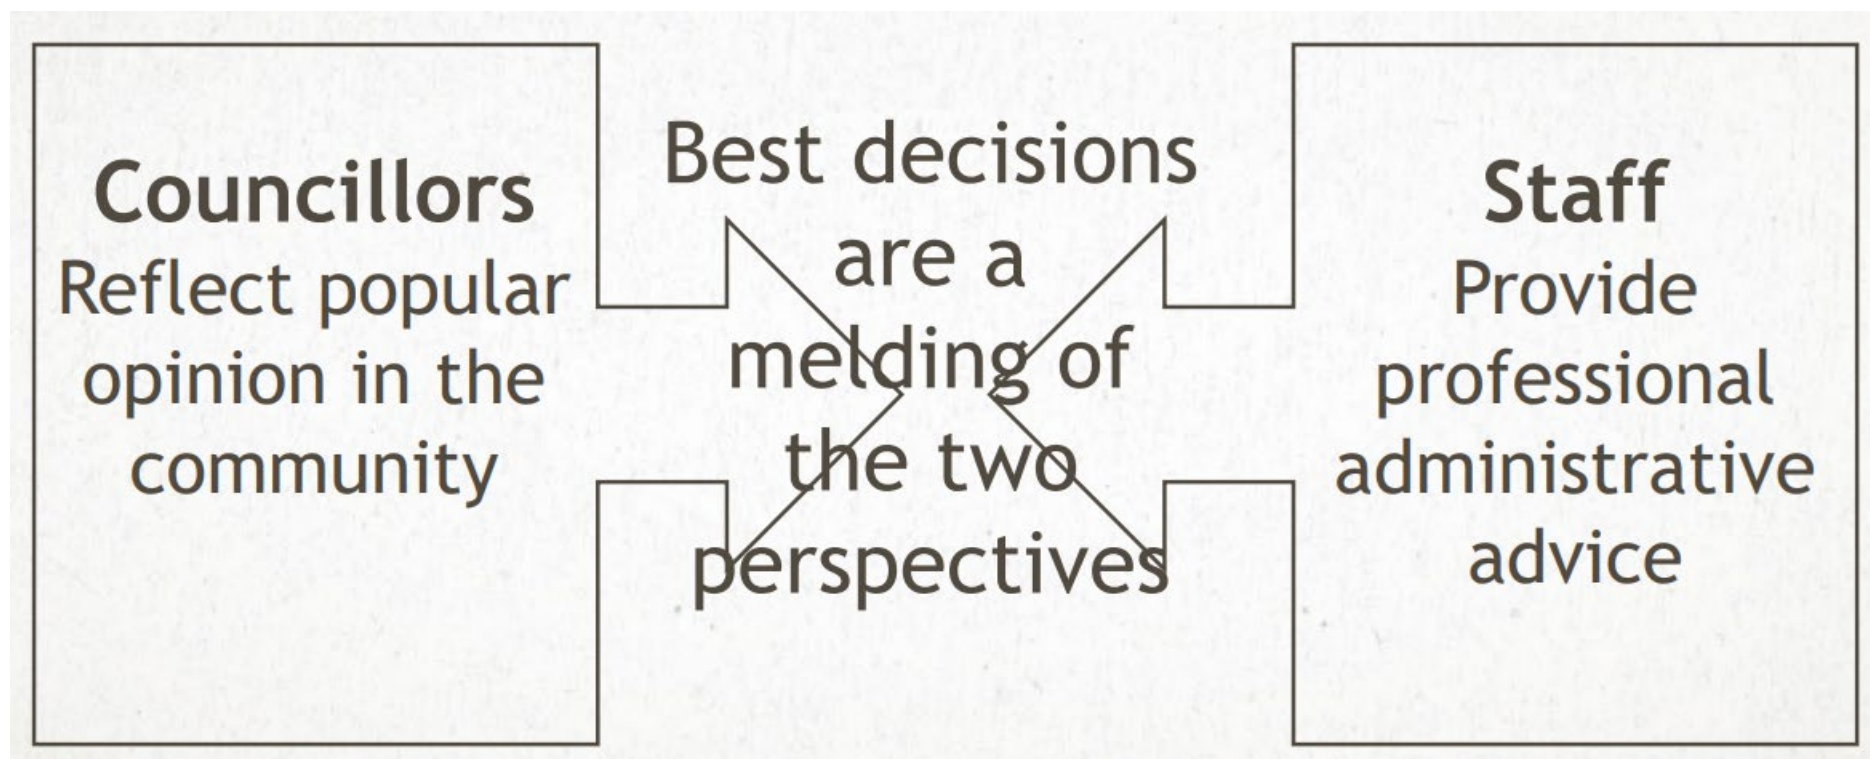 Councillors
Reflect popular
opinion in the
community
Best decisions
are a
melding of
the two
perspectives
Staff
Provide
professional
administrative
advice